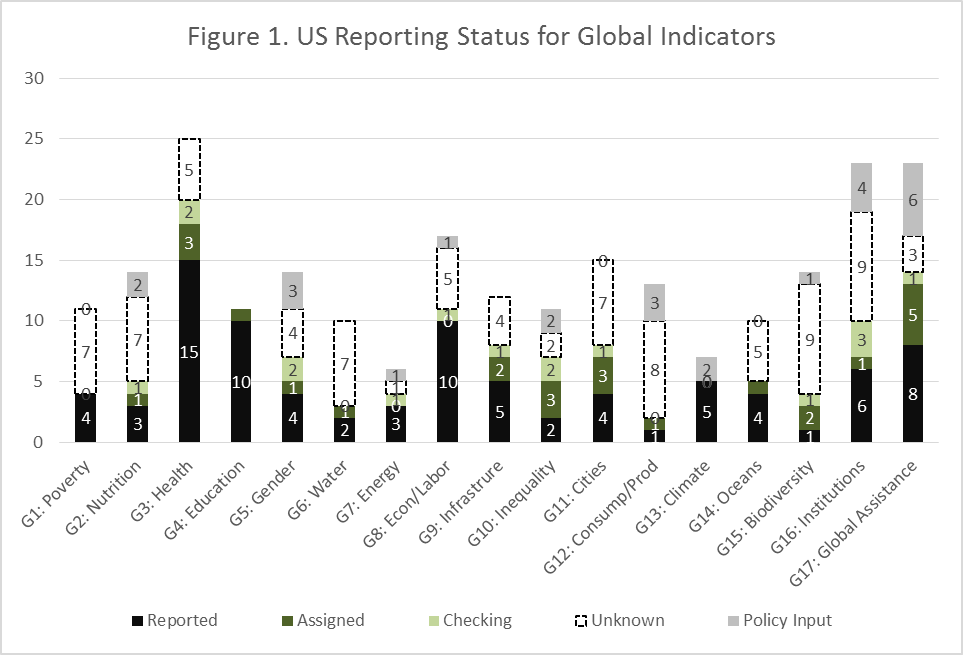 Figure 1. US Reporting Status for Global Indicators
30
25
20
15
10
5
0
0 7 0 4
2 7 1 1 3
5 2 3 15
10
3 4 2 1 4
7 0 1 2
1 1 1 0 3
1 5 1 0 10
4 1 2 5
2 2 2 3 2
0 7 1 3 4
3 8 0 1 1
2 0 5
0 5 4
1 9 1 2 1
4 9 3 1 6
6 3 1 5 8
G1: Poverty
G2: Nutrition
G3: Health
G4: Education
G5: Gender
G6: Water
G7: Energy
G8: Econ/Labor
G9: Infrastrure
G10: Inequality
G11: Cities
G12: Consump/Prod
G13: Climate
G14: Oceans
G15: Biodiversity
G16: Institutions
G17: Global Assistance
Reported Assigned Checking Unknown Policy Input